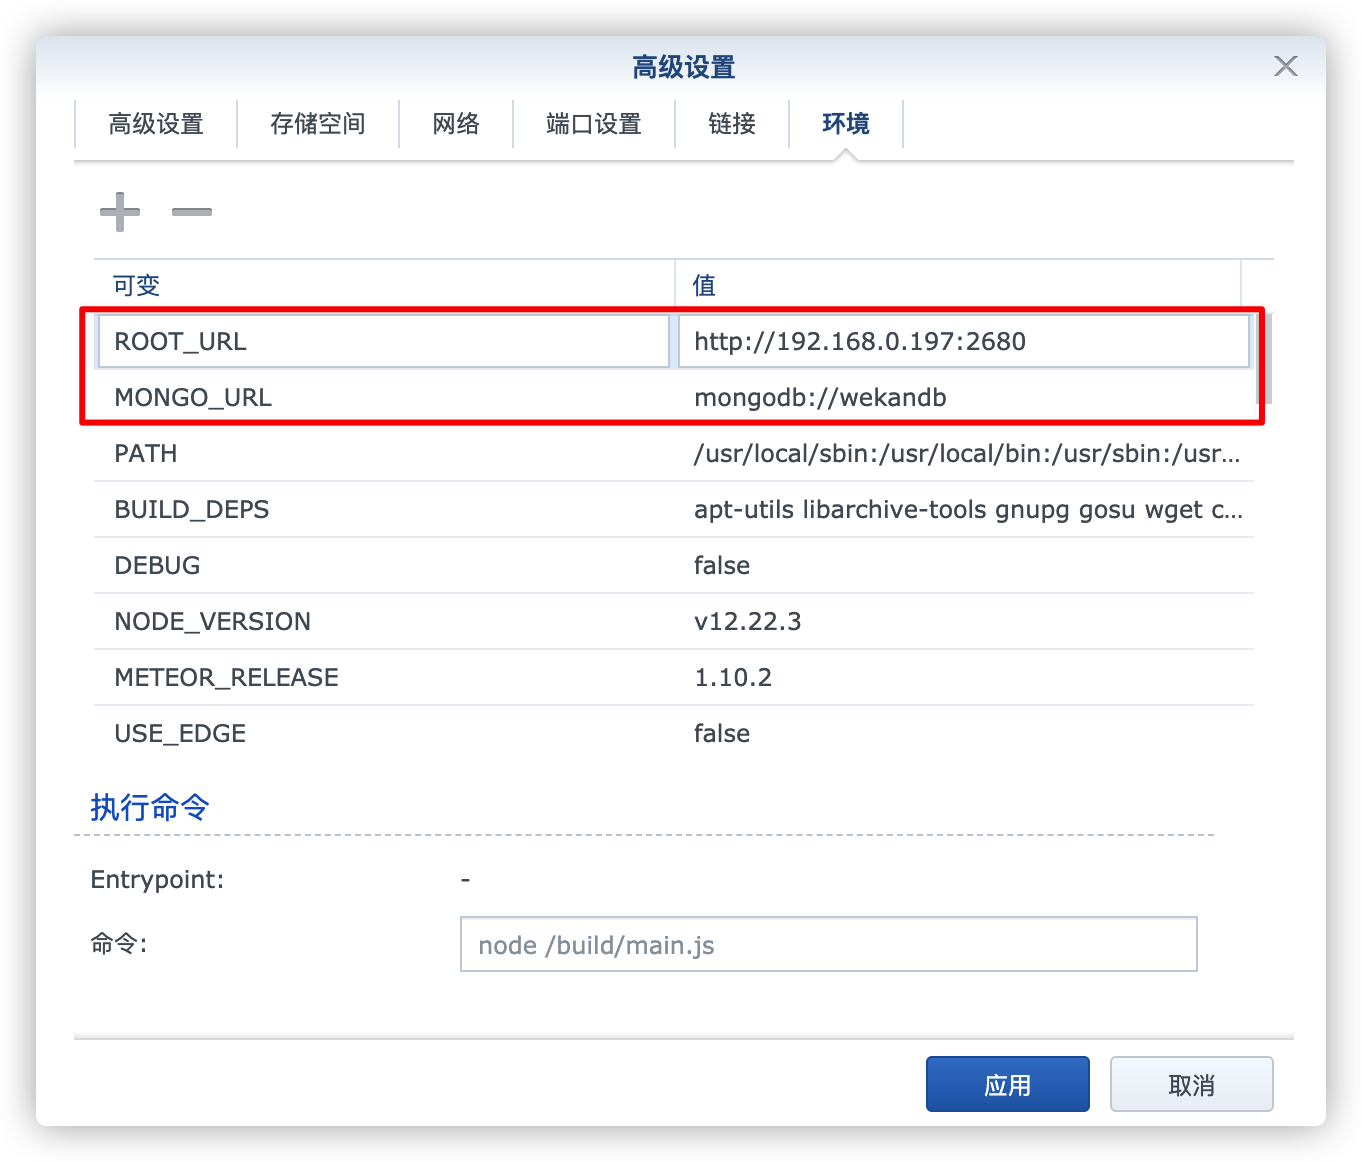 高级设置
高级设置 存储空间 网络 端口设置 链接 环境
可变 值
ROOT_URL http://192.168.0.197:2680
MONGO_URL mongodb://wekandb
PATH /usr/local/sbin:/usr/local/bin:/usr/sbin:/usr...
BUILD_DEPS apt-utils libarchive-tools gnupg gosu wget c...
DEBUG false
NODE_VERSION v12.22.3
METEOR_RELEASE 1.10.2
USE_EDGE false
执行命令
Entrypoint: -
命令: node /build/main.js
应用 取消